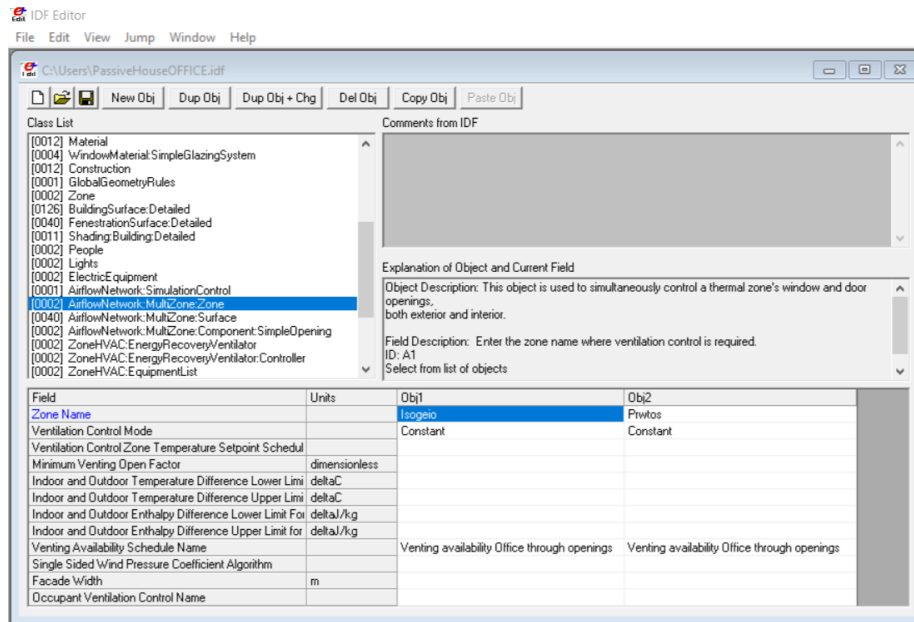 IDF Editor
File Edit View Jump Window Help
C:\Users\PassiveHouseOFFICE.idf
New Obj Dup Obj Dup Obj + Chg Del Obj Copy Obj Paste Obj
Class List
Comments from IDF
[0012] Material
[0004] WindowMaterial:SimpleGlazingSystem
[0012] Construction
[0001] GlobalGeometryRules
[0002] Zone
[0126] BuildingSurface:Detailed
[0040] FenestrationSurface:Detailed
[0011] Shading:Building:Detailed
[0002] People
[0002] Lights
[0002] ElectricEquipment
[0001] AirflowNetwork:SimulationControl
[0002] AirflowNetwork:MultiZone:Zone
[0040] AirflowNetwork:MultiZone:Surface
[0002] AirflowNetwork:MultiZone:Component:SimpleOpening
[0002] ZoneHVAC:EnergyRecoveryVentilator
[0002] ZoneHVAC:EnergyRecoveryVentilator:Controller
[0002] ZoneHVAC:EquipmentList
Explanation of Object and Current Field
Object Description: This object is used to simultaneously control a thermal zone's window and door
openings,
both exterior and interior.
Field Description: Enter the zone name where ventilation control is required.
ID: A1
Select from list of objects
Field Units Obj1 Obj2
Zone Name Isogeio Prwtos
Ventilation Control Mode Constant Constant
Ventilation Control Zone Temperature Setpoint Schedul
Minimum Venting Open Factor dimensionless
Indoor and Outdoor Temperature Difference Lower Limi deltaC
Indoor and Outdoor Temperature Difference Upper Limi deltaC
Indoor and Outdoor Enthalpy Difference Lower Limit For deltaJ/kg
Indoor and Outdoor Enthalpy Difference Upper Limit for deltaJ/kg
Venting Availability Schedule Name Venting availability Office through openings Venting availability Office through openings
Single Sided Wind Pressure Coefficient Algorithm
Facade Width m
Occupant Ventilation Control Name